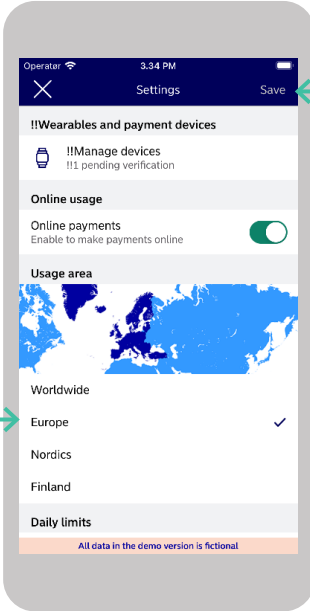 Operatør 3.34 PM
Settings Save
!!Wearables and payment devices
!!Manage devices
!!1 pending verification
Online usage
Online payments
Enable to make payments online
Usage area
Worldwide
Europe
Nordics
Finland
Daily limits
All data in the demo version is fictional